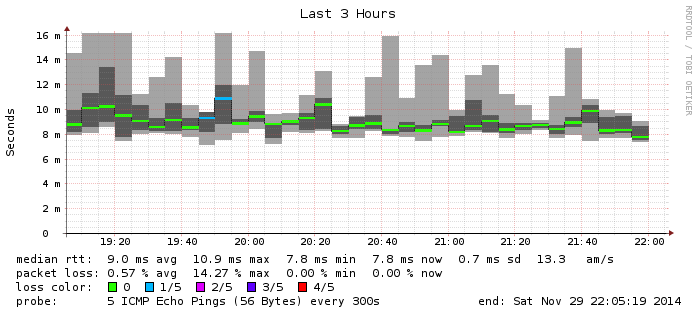 Last 3 Hours
RRDTOOL / TOBI OETIKER
Seconds
16 m
14 m
12 m
10 m
8 m
6 m
4 m
2 m
0
19:20 19:40 20:00 20:20 20:40 21:00 21:20 21:40 22:00
median rtt: 9.0 ms avg 10.9 ms max 7.8 ms min 7.8 ms now 0.7 ms sd 13.3 am/s
packet loss: 0.57 % avg 14.27 % max 0.00 % min 0.00 % now
loss color: 0 1/5 2/5 3/5 4/5
probe: 5 ICMP Echo Pings (56 Bytes) every 300s end: Sat Nov 29 22:05:19 2014